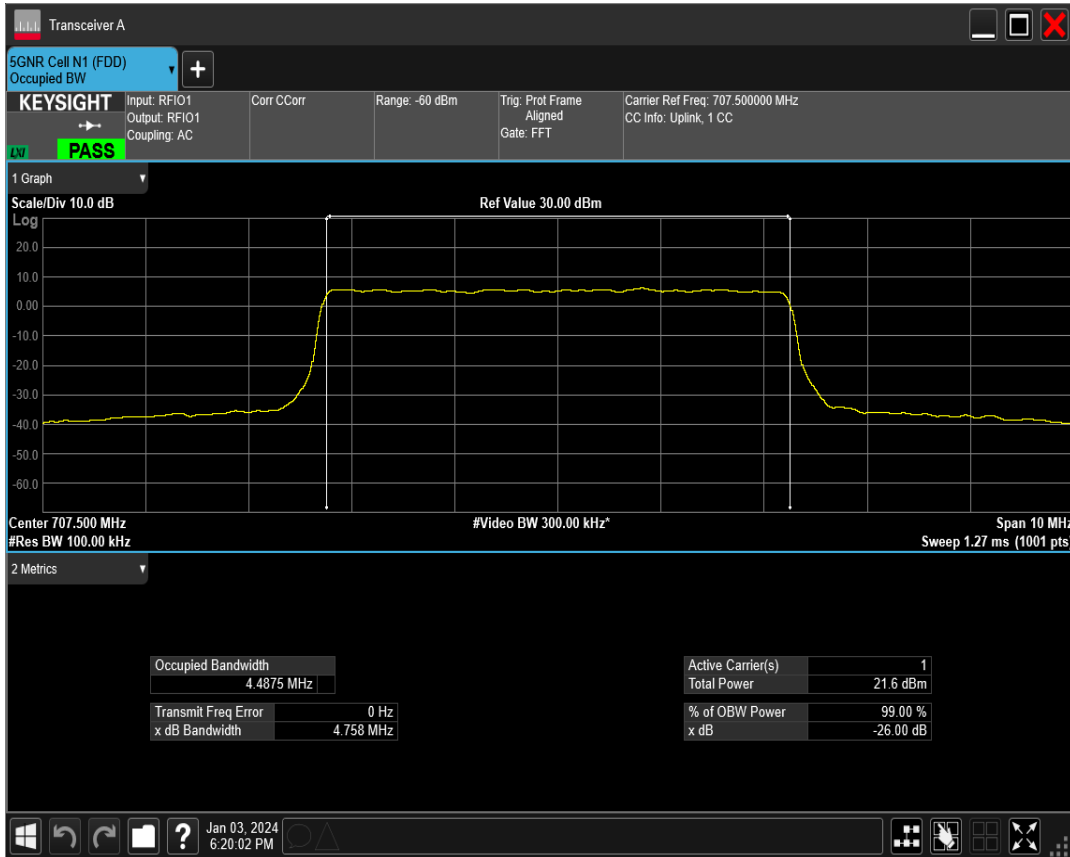 Transceiver A
5GNR Cell N1 (FDD)
Occupied BW
+
KEYSIGHT
LXI
PASS
Input: RFIO1
Output: RFIO1
Coupling: AC
Corr CCorr
Range: -60 dBm
Trig: Prot Frame
Aligned
Gate: FFT
Carrier Ref Freq: 707.500000 MHz
CC Info: Uplink, 1 CC
1 Graph
Scale/Div 10.0 dB
Ref Value 30.00 dBm
Log
20.0
10.0
0.00
-10.0
-20.0
-30.0
-40.0
-50.0
-60.0
Center 707.500 MHz
#Video BW 300.00 kHz*
Span 10 MHz
#Res BW 100.00 kHz
Sweep 1.27 ms (1001 pts)
2 Metrics
Occupied Bandwidth
4.4875 MHz
Transmit Freq Error 0 Hz
x dB Bandwidth 4.758 MHz
Active Carrier(s) 1
Total Power 21.6 dBm
% of OBW Power 99.00 %
x dB -26.00 dB
?
Jan 03, 2024
6:20:02 PM